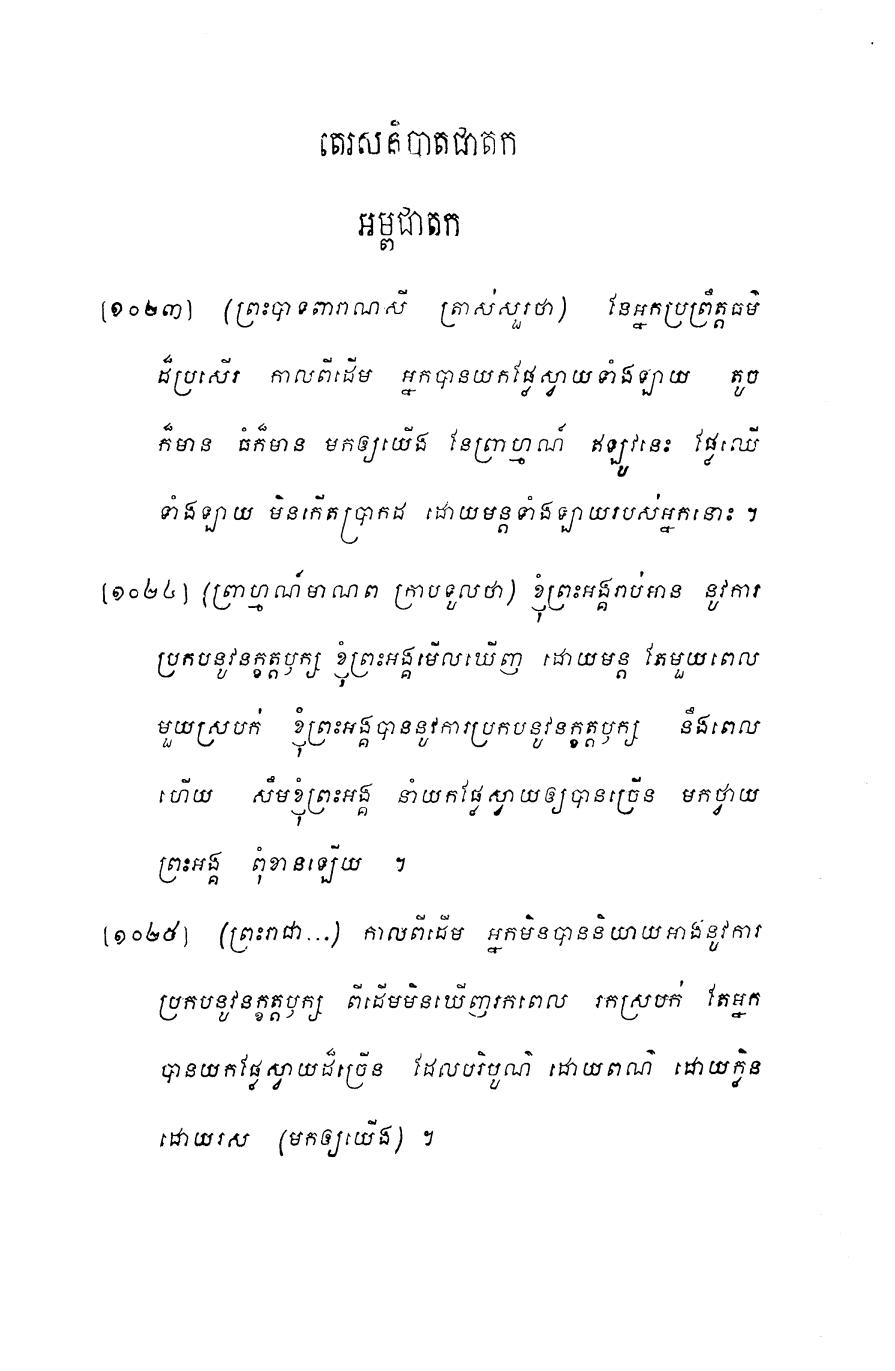 តេរសនិបាតជាតក
អម្ពជាតក
[១០២៣] (ព្រះបាទពារាណសី ត្រាស់សួរថា) នៃអ្នកប្រព្រឹត្តធម៌
ដ៏ប្រសើរ កាលពីដើម អ្នកបានយកផ្លែស្វាយទាំងឡាយ តូច
ក៏មាន ធំក៏មាន មកឲ្យយើង នែព្រាហ្មណ៍ ឥឡូវនេះ ផ្លែឈើ
ទាំងឡាយ មិនកើតប្រាកដ ដោយមន្តទាំងឡាយរបស់អ្នកនោះ ។
[១០២៤] (ព្រាហ្មណ៍មាណព ក្រាបទូលថា) ខ្ញុំព្រះអង្គរាប់អាន នូវការ
ប្រកបនូវនក្ខត្តឫក្ស ខ្ញុំព្រះអង្គមើលឃើញ ដោយមន្ត តែមួយពេល
មួយស្របក់ ខ្ញុំព្រះអង្គបាននូវការប្រកបនូវនក្ខត្តឫក្ស នឹងពេល
ហើយ សឹមខ្ញុំព្រះអង្គ នាំយកផ្លែស្វាយឲ្យបានច្រើន មកថ្វាយ
ព្រះអង្គ ពុំខានឡើយ ។
[១០២៥] (ព្រះរាជា...) កាលពីដើម អ្នកមិនបាននិយាយអាងនូវការ
ប្រកបនូវនក្ខត្តឫក្ស ពីដើមមិនឃើញរកពេល រកស្របក់ តែអ្នក
បានយកផ្លែស្វាយដ៏ច្រើន ដែលបរិបូណ៌ ដោយពណ៌ ដោយក្លិន
ដោយរស (មកឲ្យយើង) ។